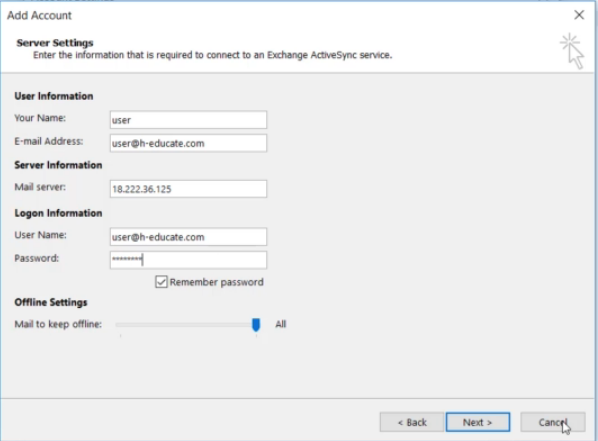 Add Account
Server Settings
Enter the information that is required to connect to an Exchange ActiveSync service.
User Information
Your Name: user
E-mail Address: user@h-educate.com
Server Information
Mail server: 18.222.36.125
Logon Information
User Name: user@h-educate.com
Password: ********
Remember password
Offline Settings
Mail to keep offline: All
< Back Next > Cancel